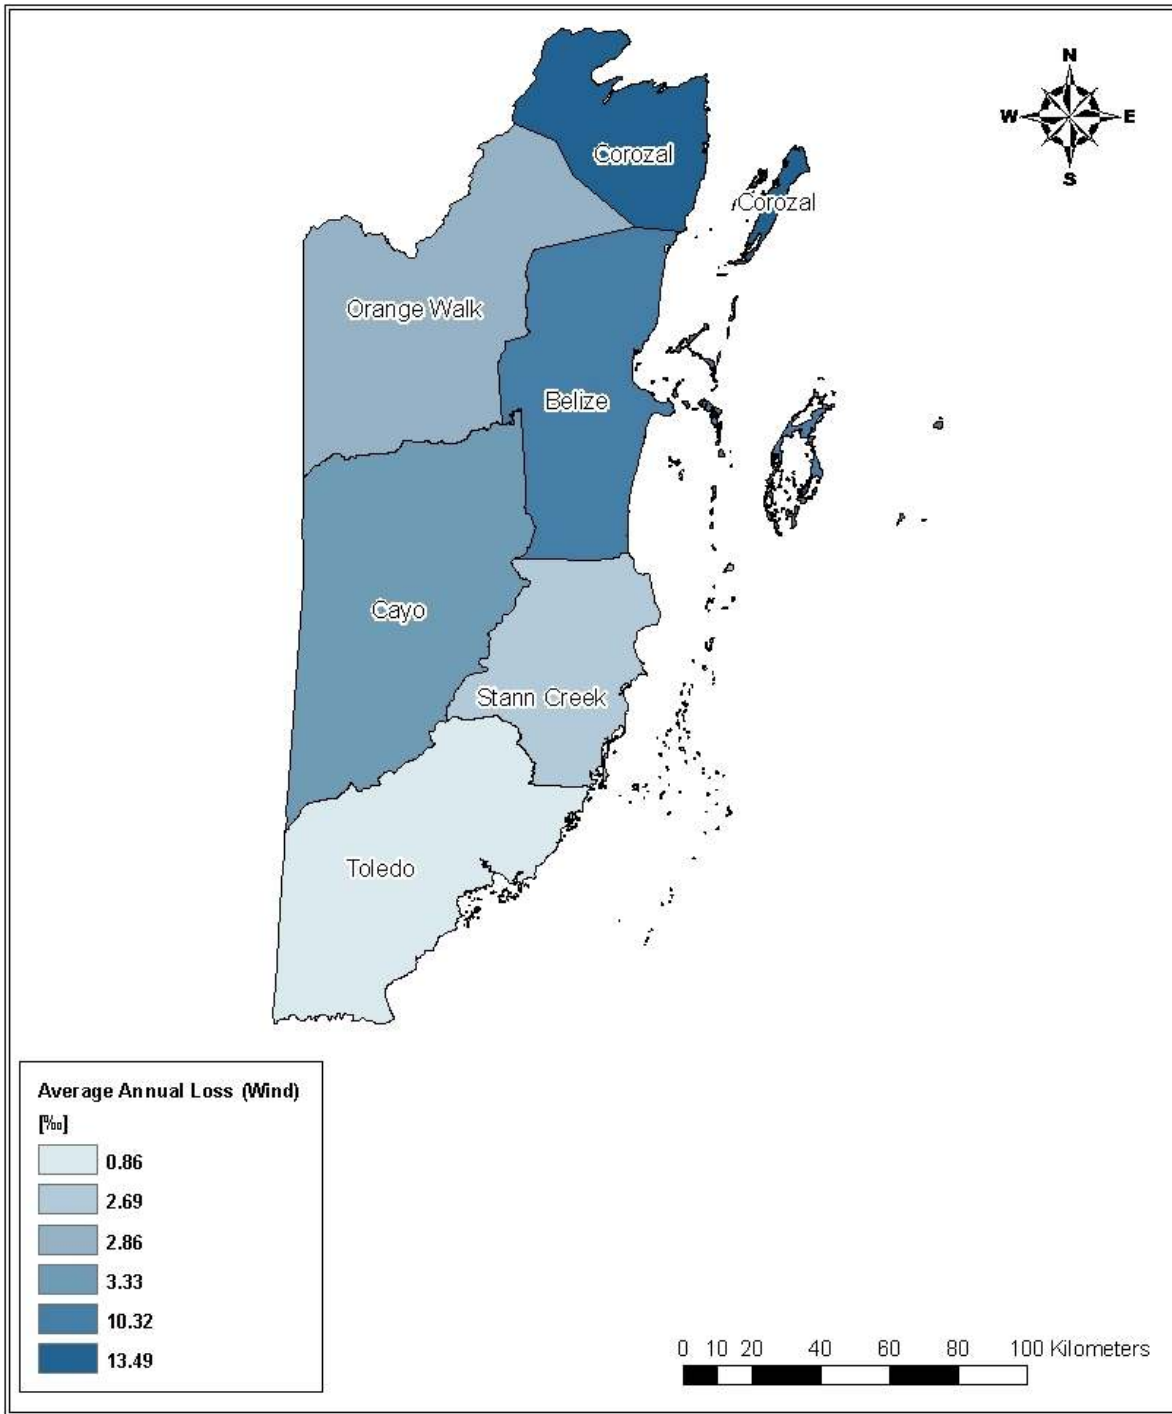 N
W E
S
Corozal
Corozal
Orange Walk
Belize
Cayo
Stann Creek
Toledo
Average Annual Loss (Wind)
[‰]
0.86
2.69
2.86
3.33
10.32
13.49
0 10 20 40 60 80 100 Kilometers